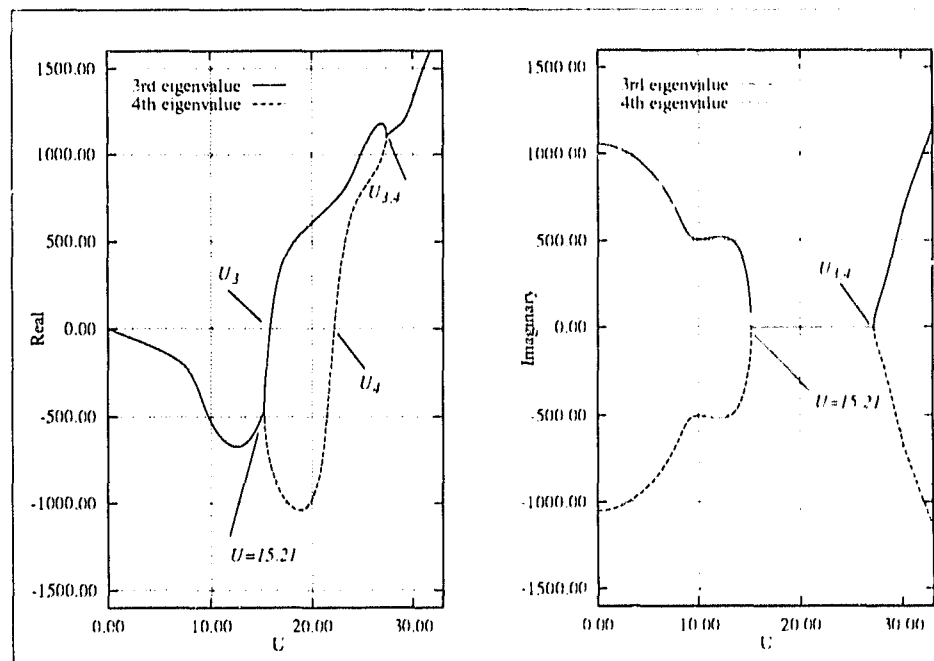 3rd eigenvalue
4th eigenvalue
1500.00
1000.00
500.00
0.00
-500.00
-1000.00
-1500.00
Real
U3
U3,4
U4
U=15.21
0.00
10.00
20.00
30.00
U
3rd eigenvalue
4th eigenvalue
1500.00
1000.00
500.00
0.00
-500.00
-1000.00
-1500.00
Imaginary
U3,4
U=15.21
0.00
10.00
20.00
30.00
U